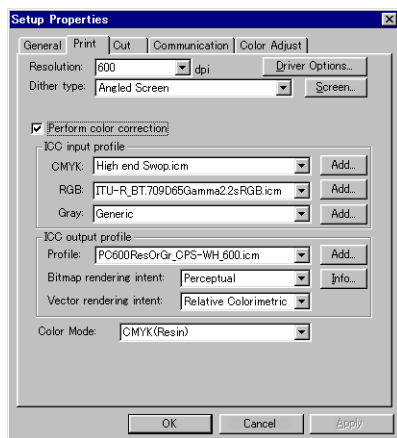 Setup Properties
General Print Cut Communication Color Adjust
Resolution: 600 dpi Driver Options...
Dither type: Angled Screen Screen...
Perform color correction
ICC input profile
CMYK: High end Swop.icm Add...
RGB: ITU-R_BT.709D65Gamma2.2sRGB.icm Add...
Gray: Generic Add...
ICC output profile
Profile: PC600ResOrGr_CPS-WH_600.icm Add...
Bitmap rendering intent: Perceptual Info...
Vector rendering intent: Relative Colorimetric
Color Mode: CMYK(Resin)
OK Cancel Apply